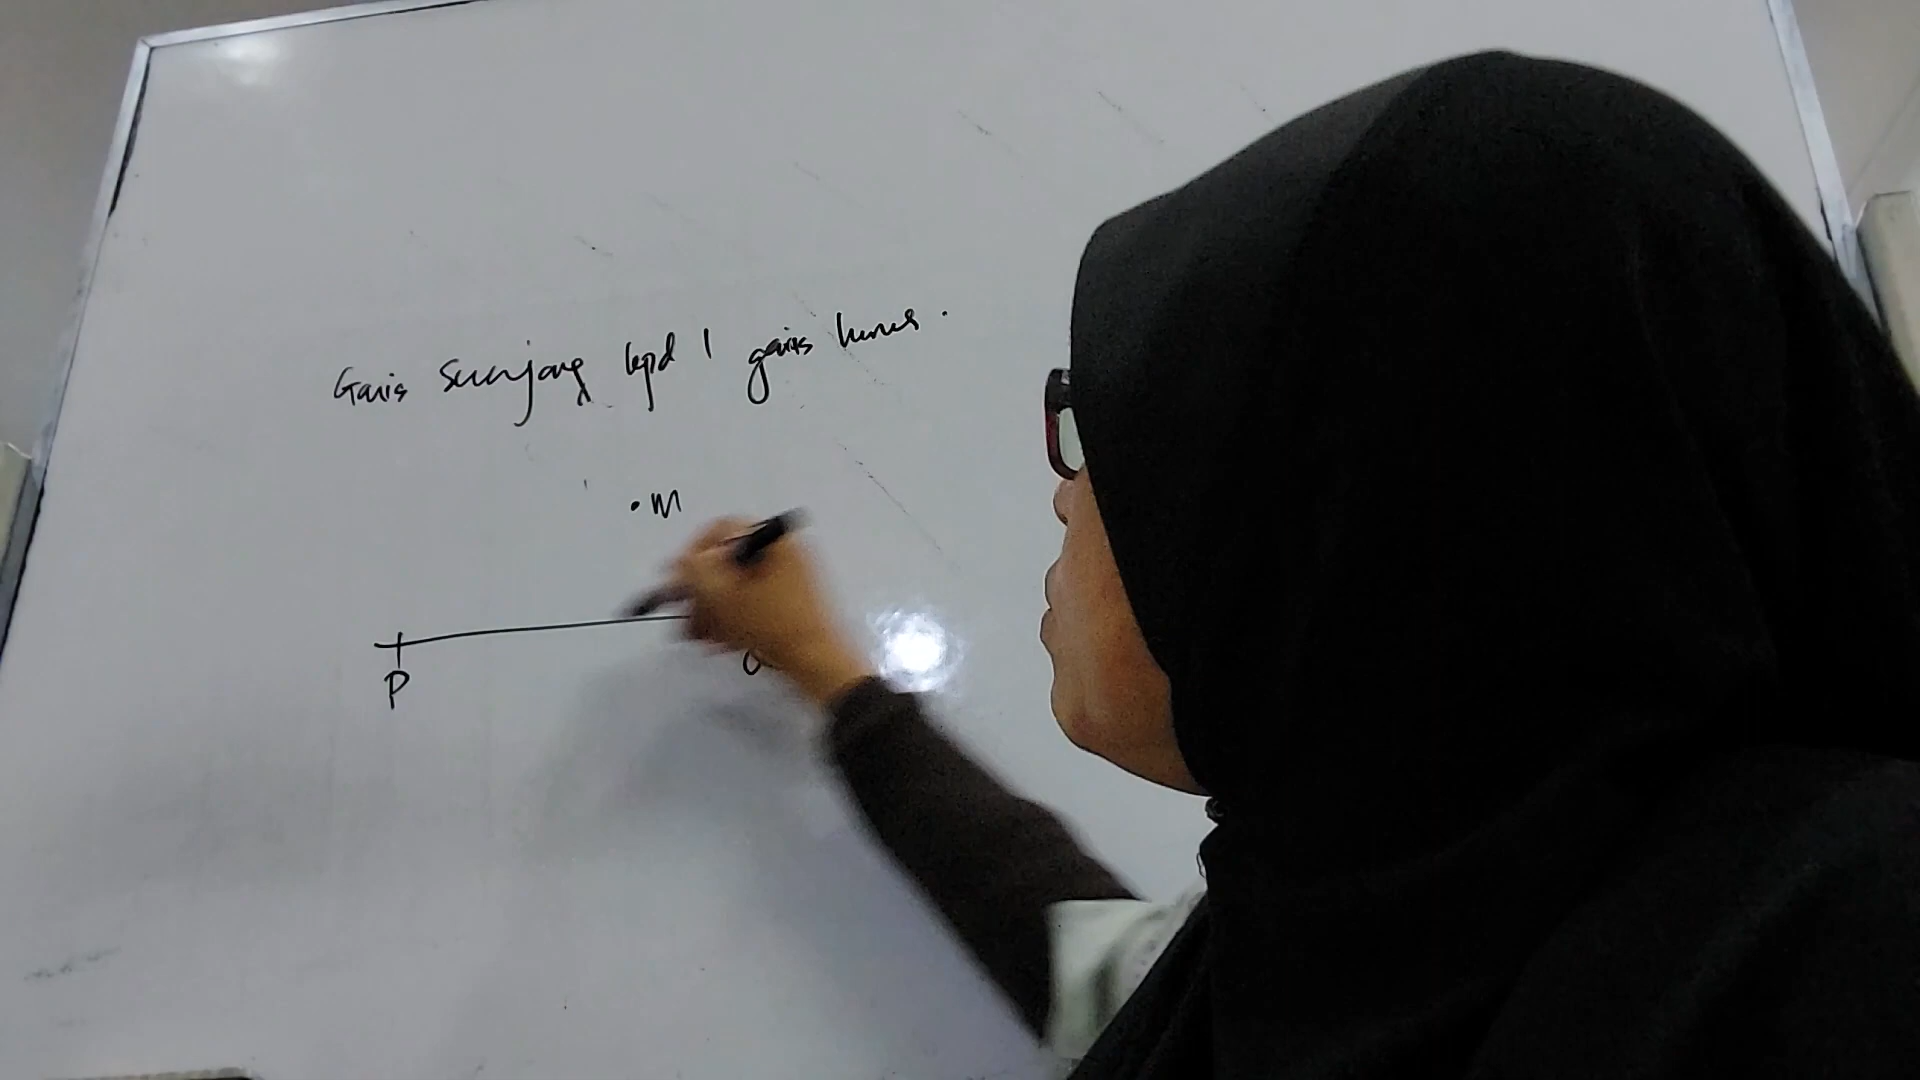 Garis Serenjang kpd 1 garis lurus.
• M
P